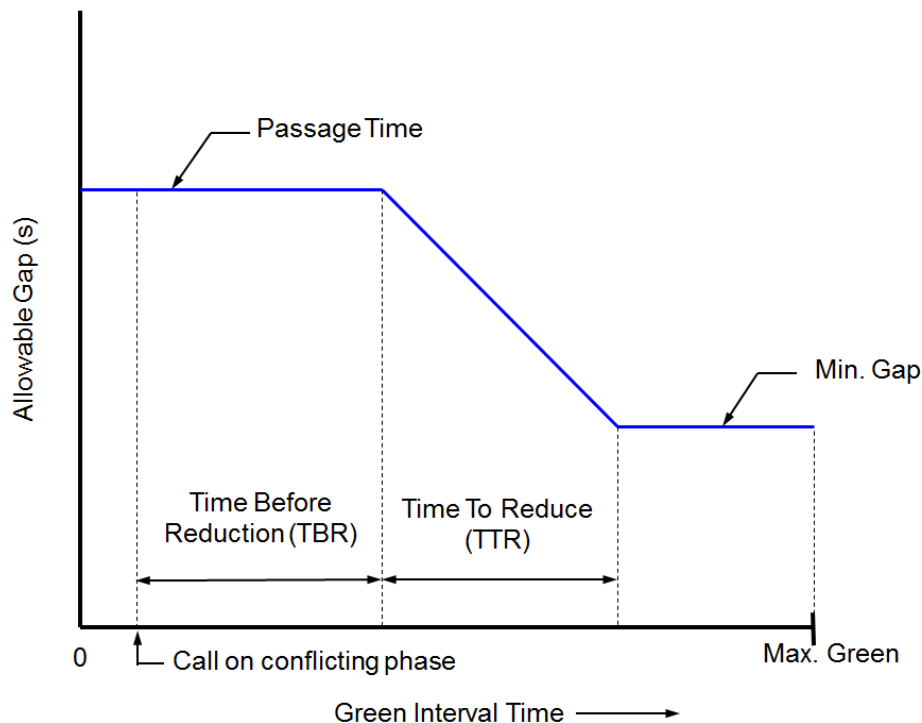 Passage Time
Allowable Gap (s)
Min. Gap
Time Before
Reduction (TBR)
Time To Reduce
(TTR)
0
Call on conflicting phase
Max. Green
Green Interval Time